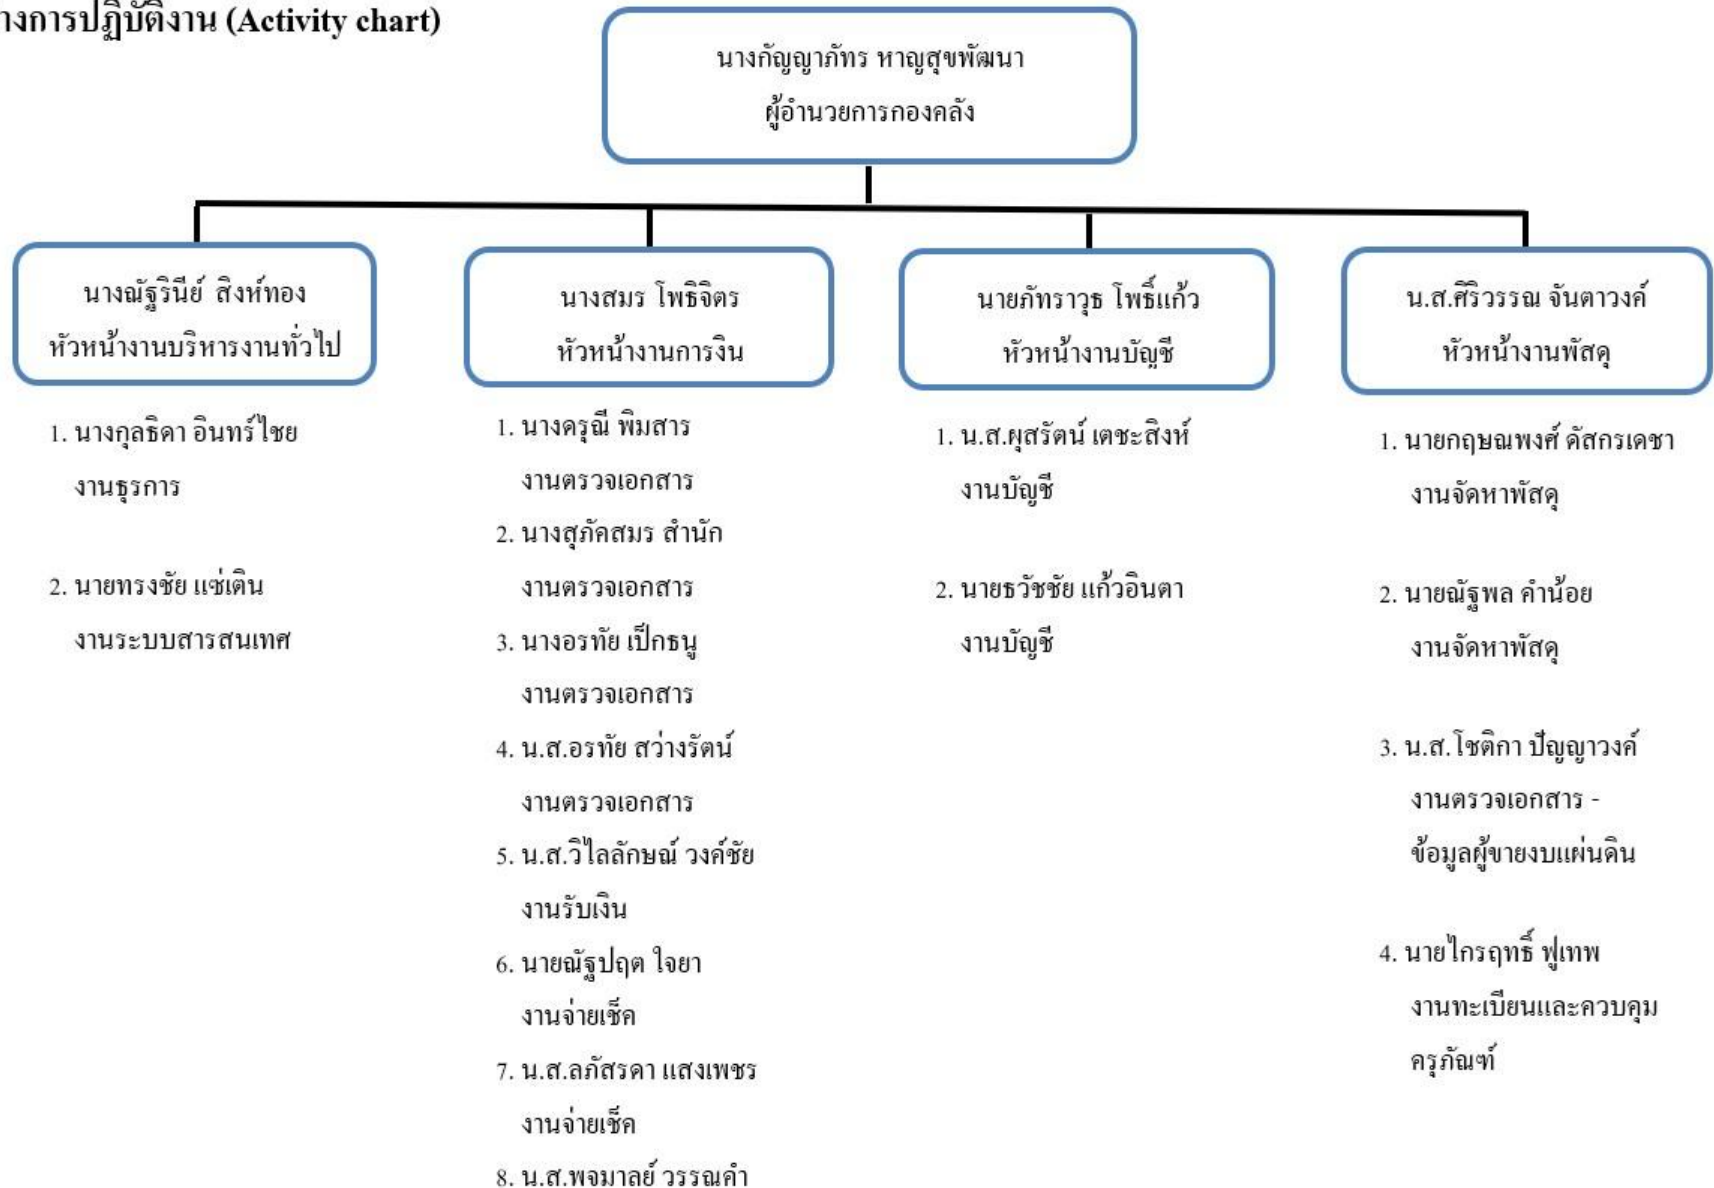 างการปฏิบัติงาน (Activity chart)
นางกัญญาภัทร หาญสุขพัฒนา
ผู้อำนวยการกองคลัง
นางณัฐรินีย์ สิงห์ทอง
หัวหน้างานบริหารงานทั่วไป
1. นางกุลธิดา อินทร์ไชย
งานธุรการ
2. นายทรงชัย แซ่เติน
งานระบบสารสนเทศ
นางสมร โพธิจิตร
หัวหน้างานการเงิน
1. นางดรุณี พิมสาร
งานตรวจเอกสาร
2. นางสุภัคสมร สำนัก
งานตรวจเอกสาร
3. นางอรทัย เป็กธนู
งานตรวจเอกสาร
4. น.ส.อรทัย สว่างรัตน์
งานตรวจเอกสาร
5. น.ส.วิไลลักษณ์ วงค์ชัย
งานรับเงิน
6. นายณัฐปฤต ใจยา
งานจ่ายเช็ค
7. น.ส.ลภัสรดา แสงเพชร
งานจ่ายเช็ค
8. น.ส.พจมาลย์ วรรณคำ
นายภัทราวุธ โพธิ์แก้ว
หัวหน้างานบัญชี
1. น.ส.ผุสรัตน์ เตชะสิงห์
งานบัญชี
2. นายธวัชชัย แก้วอินตา
งานบัญชี
น.ส.ศิริวรรณ จันตาวงค์
หัวหน้างานพัสดุ
1. นายกฤษณพงศ์ ดัสกรเดชา
งานจัดหาพัสดุ
2. นายณัฐพล คำน้อย
งานจัดหาพัสดุ
3. น.ส.โชติกา ปัญญาวงค์
งานตรวจเอกสาร -
ข้อมูลผู้ขายงบแผ่นดิน
4. นายไกรฤทธิ์ ฟูเทพ
งานทะเบียนและควบคุม
ครุภัณฑ์